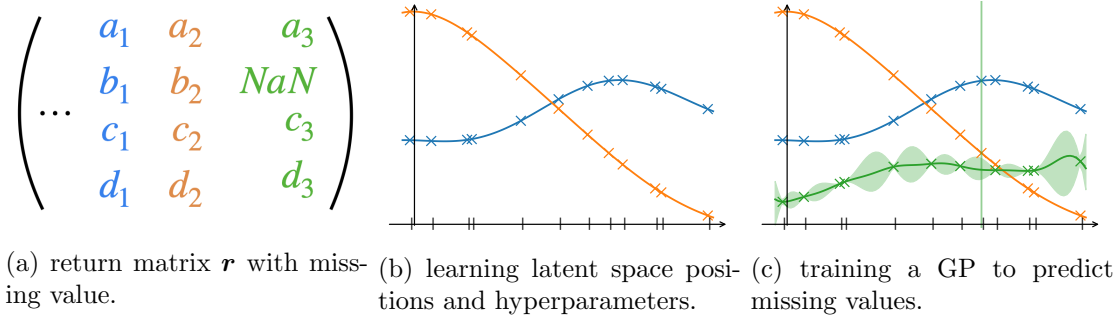 ... a1 a2 a3
b1 b2 NaN
c1 c2 c3
d1 d2 d3
(a) return matrix r with miss-
ing value.
(b) learning latent space posi-
tions and hyperparameters.
(c) training a GP to predict
missing values.